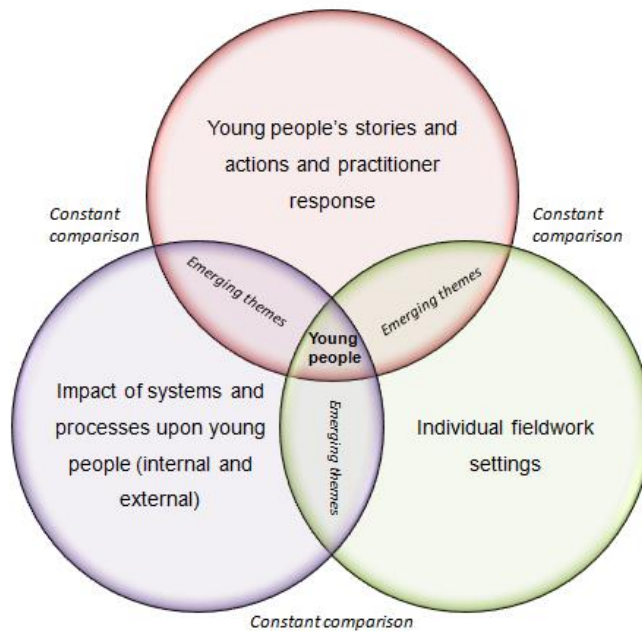 Young people’s stories and
actions and practitioner
response
Constant
comparison
Constant
comparison
Emerging themes
Emerging themes
Young
people
Impact of systems and
processes upon young
people (internal and
external)
Emerging themes
Individual fieldwork
settings
Constant comparison